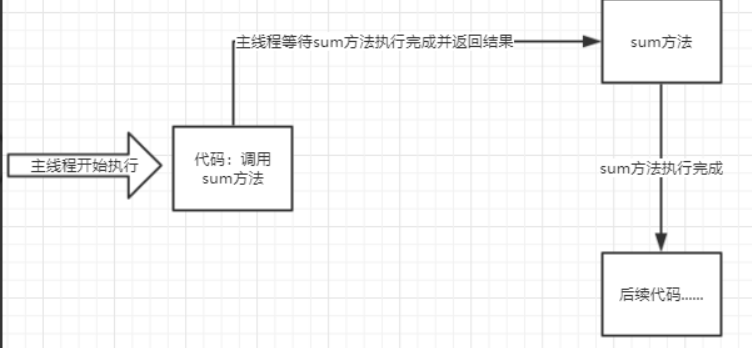 主线程等待sum方法执行完成并返回结果
sum方法
主线程开始执行
代码：调用
sum方法
sum方法执行完成
后续代码......